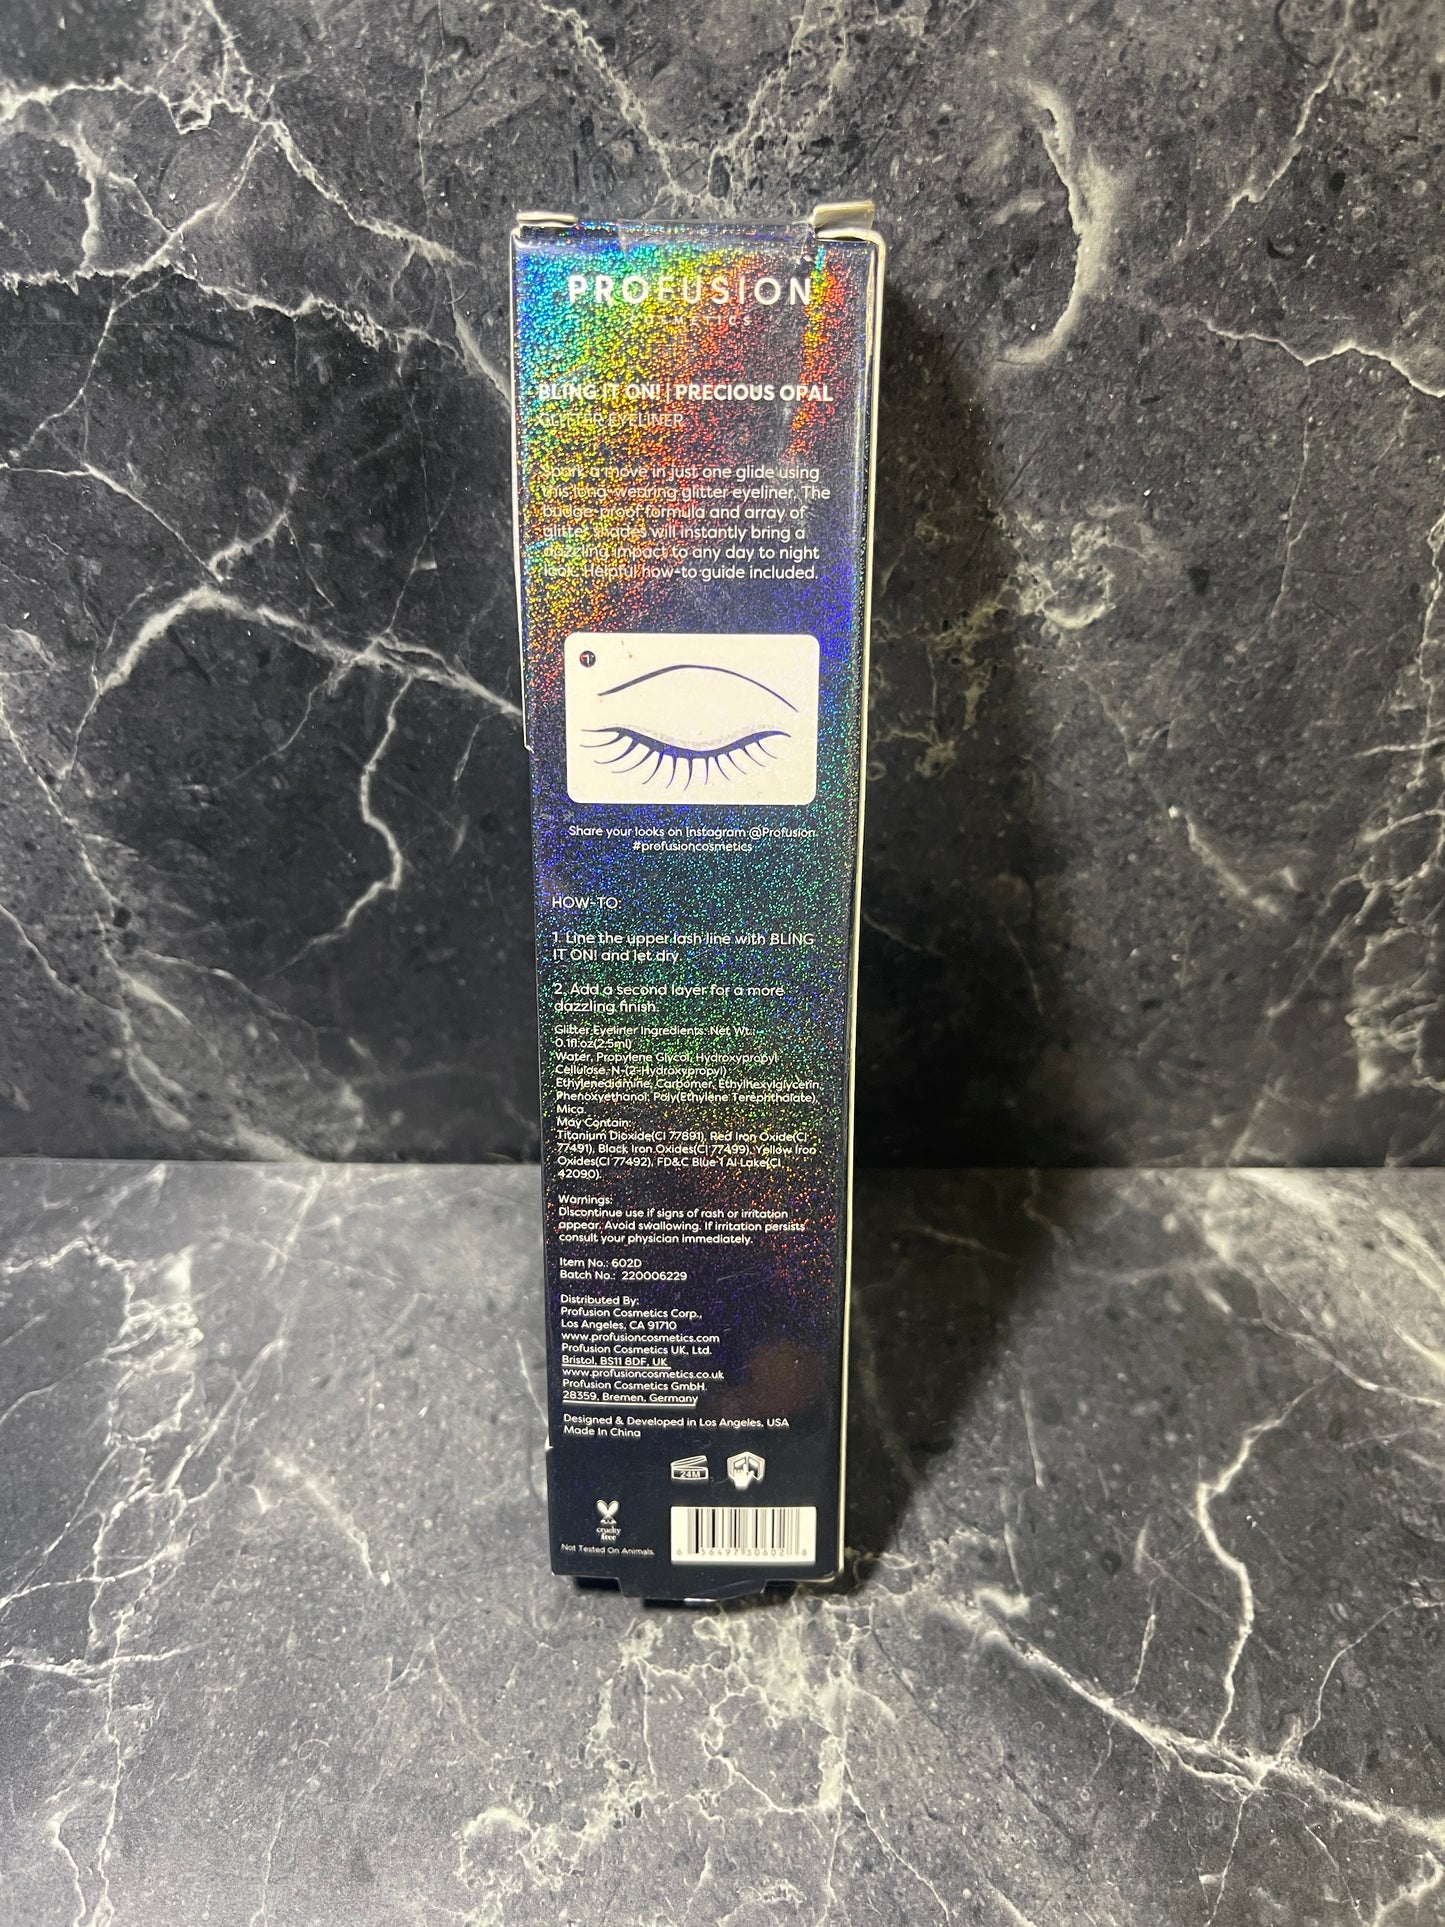 PROFUSION
COSMETICS
BLING IT ON! | PRECIOUS OPAL
GLITTER EYELINER
Spark a move in just one glide using
this long-wearing glitter eyeliner. The
budge-proof formula and array of
glitter shades will instantly bring a
dazzling impact to any day to night
look. Helpful how-to guide included.
1
Share your looks on Instagram @Profusion
#profusioncosmetics
HOW-TO:
1. Line the upper lash line with BLING
IT ON! and let dry.
2. Add a second layer for a more
dazzling finish.
Glitter Eyeliner Ingredients: Net Wt.:
0.1fl.oz(2.5ml)
Water, Propylene Glycol, Hydroxypropyl
Cellulose, N-(2-Hydroxypropyl)
Ethylenediamine, Carbomer, Ethylhexylglycerin,
Phenoxyethanol, Poly(Ethylene Terephthalate),
Mica.
May Contain:
Titanium Dioxide(CI 77891), Red Iron Oxide(CI
77491), Black Iron Oxides(CI 77499), Yellow Iron
Oxides(CI 77492), FD&C Blue 1 Al Lake(CI
42090).
Warnings:
Discontinue use if signs of rash or irritation
appear. Avoid swallowing. If irritation persists
consult your physician immediately.
Item No.: 602D
Batch No.: 220006229
Distributed By:
Profusion Cosmetics Corp.,
Los Angeles, CA 91710
www.profusioncosmetics.com
Profusion Cosmetics UK, Ltd.
Bristol, BS11 8DF, UK
www.profusioncosmetics.co.uk
Profusion Cosmetics GmbH.
28359, Bremen, Germany
Designed & Developed in Los Angeles, USA
Made In China
24M
cruelty
free
Not Tested On Animals.
6 56497 30602 8